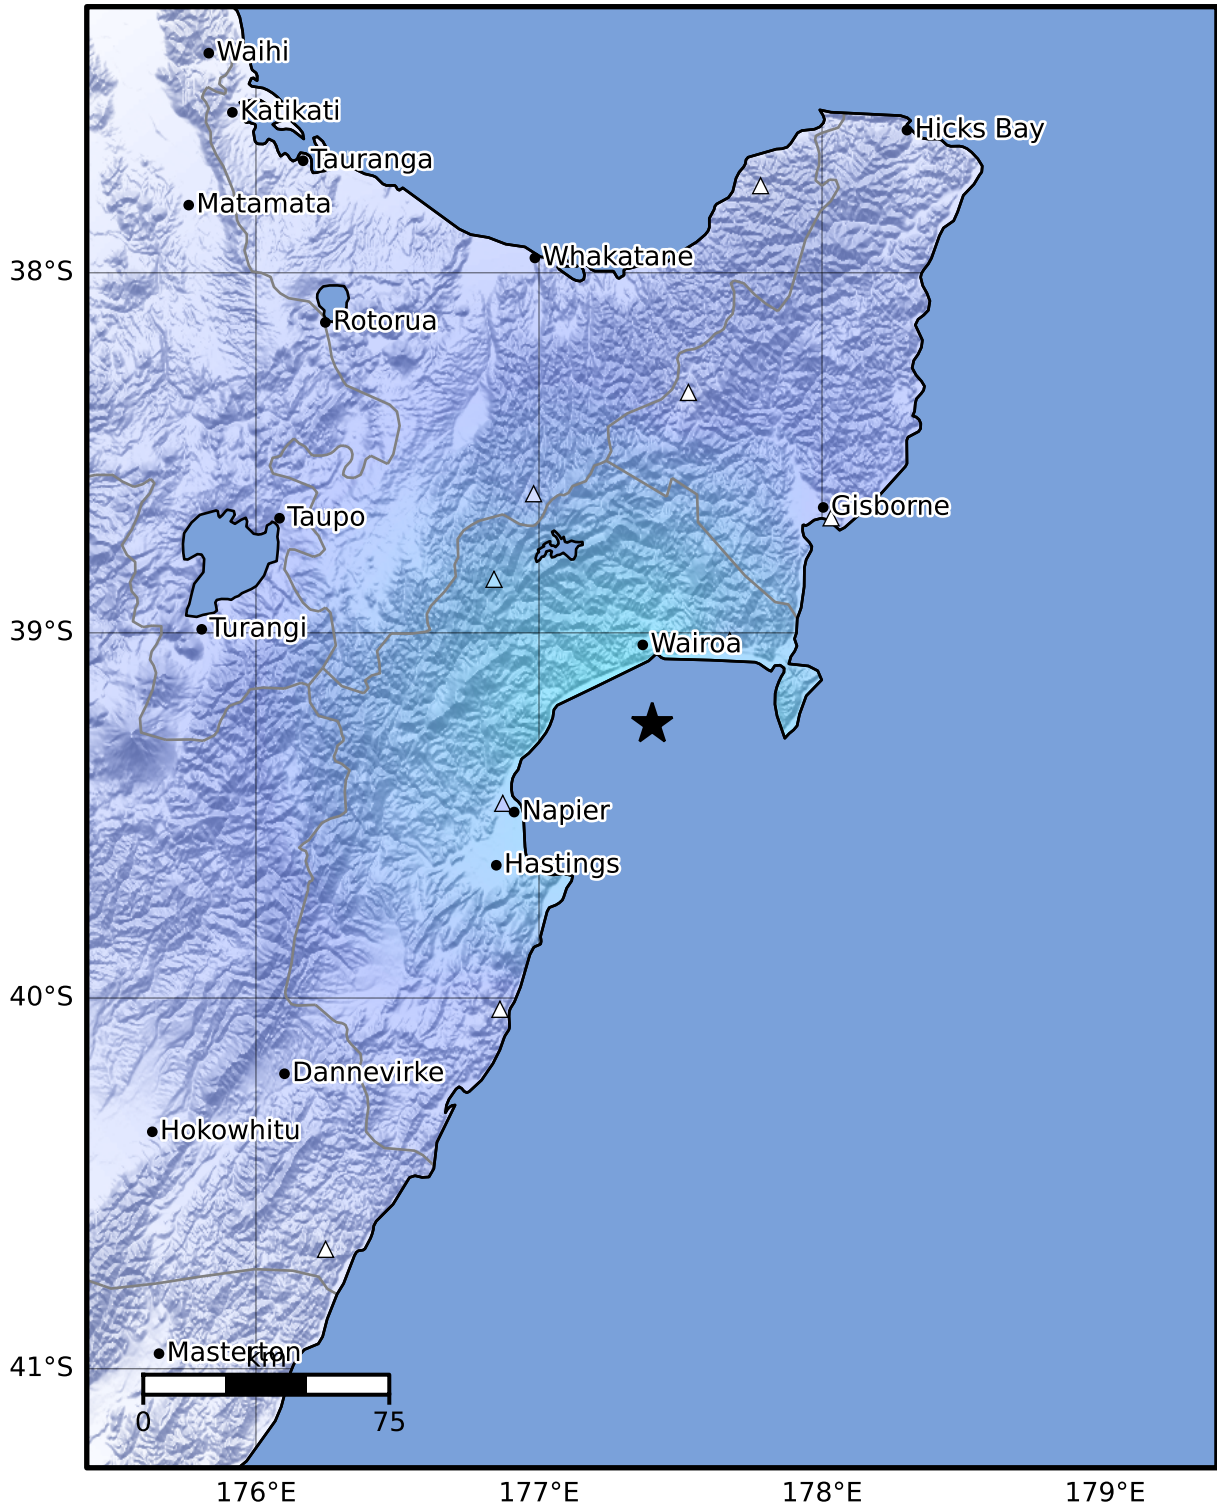 Waihi
Katikati
Hicks Bay
Tauranga
Matamata
Whakatane
38°S
Rotorua
Gisborne
Taupo
Turangi
39°S
Wairoa
Napier
Hastings
40°S
Dannevirke
Hokowhitu
Masterton
km
41°S
0 75
176°E 177°E 178°E 179°E